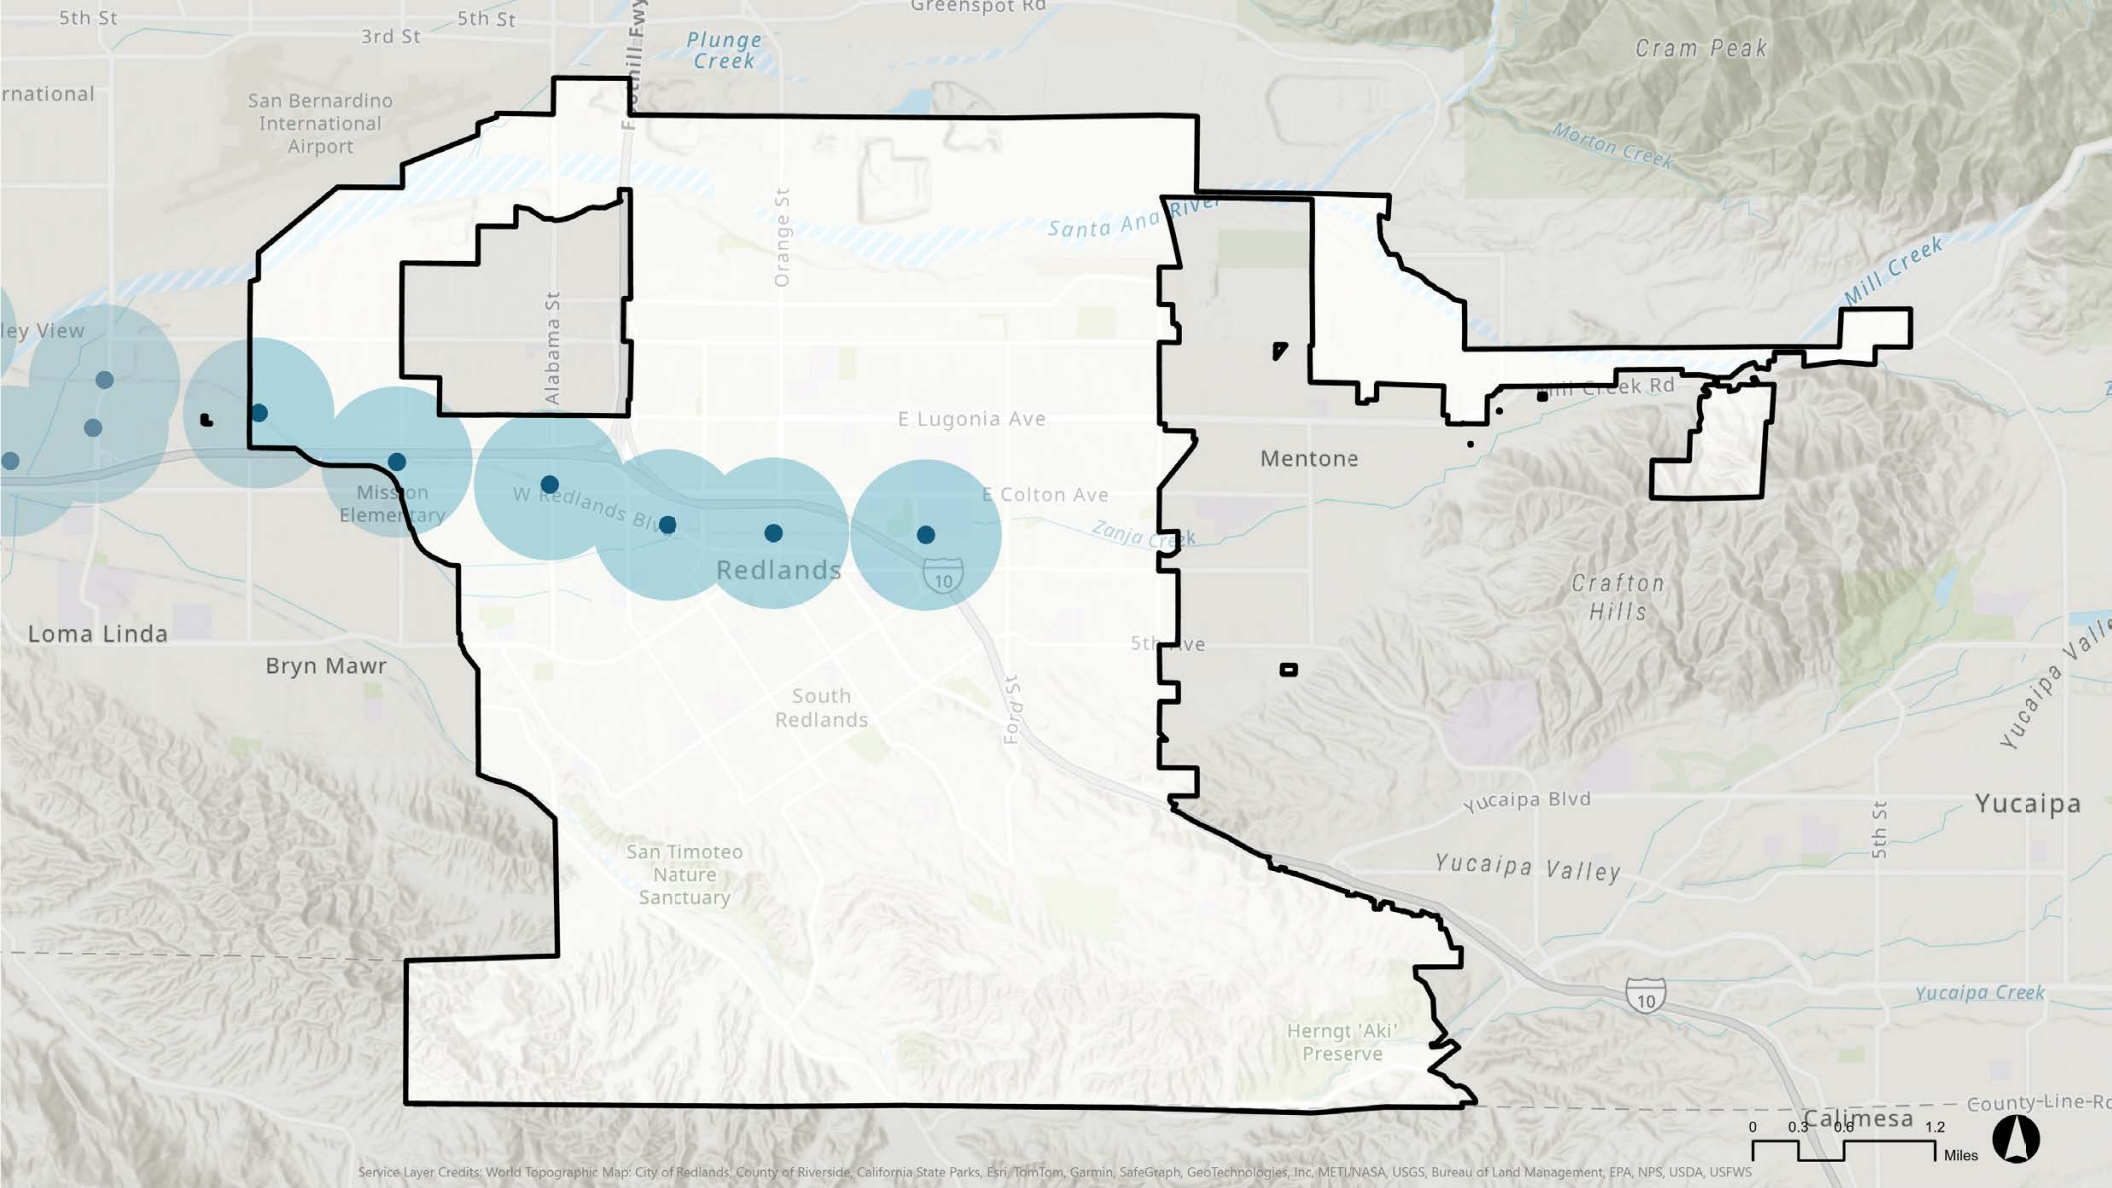 5th St
5th St
3rd St
Greenspot Rd
Plunge
Creek
Cram Peak
rnational
San Bernardino
International
Airport
Morton Creek
Orange St
Santa Ana River
Mill Creek
ley View
Alabama St
Mill Creek Rd
E Lugonia Ave
Mentone
Mission
Elementary
W Redlands Blvd
E Colton Ave
Zanja Creek
Redlands
10
Crafton
Hills
Loma Linda
5th Ave
Bryn Mawr
Yucaipa Valle
South
Redlands
Ford St
Yucaipa Blvd
Yucaipa
5th St
San Timoteo
Nature
Sanctuary
Yucaipa Valley
10
Yucaipa Creek
Herngt 'Aki'
Preserve
County-Line-Rd
Calimesa
0 0.3 0.6 1.2
Miles
Service Layer Credits: World Topographic Map: City of Redlands, County of Riverside, California State Parks, Esri, TomTom, Garmin, SafeGraph, GeoTechnologies, Inc, METI/NASA, USGS, Bureau of Land Management, EPA, NPS, USDA, USFWS